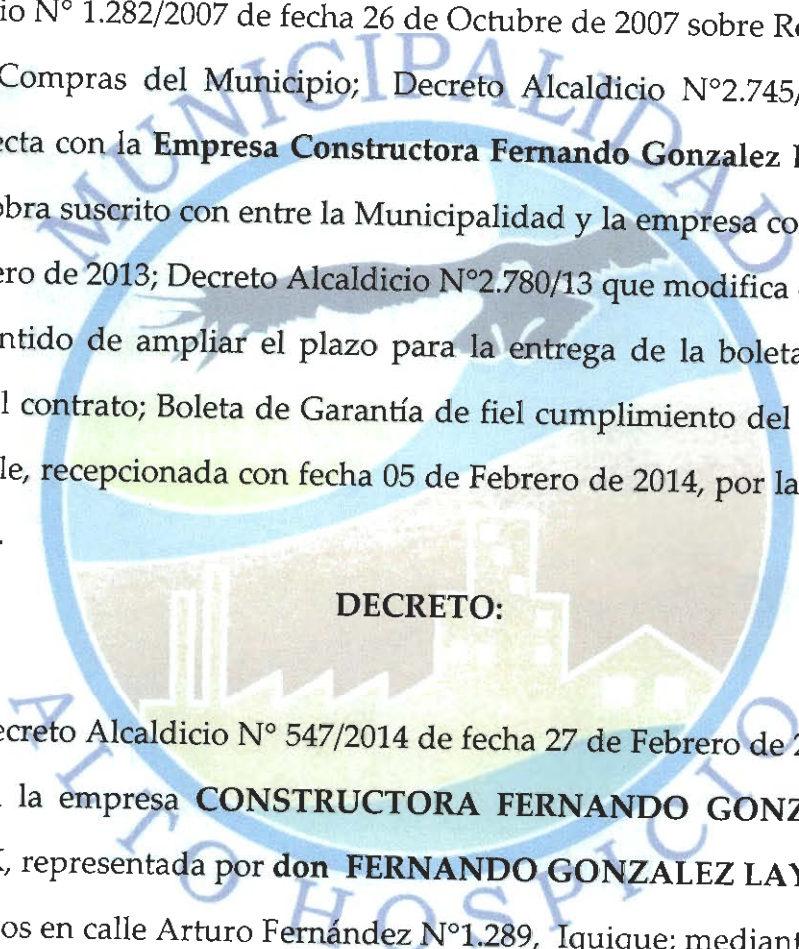 io N° 1.282/2007 de fecha 26 de Octubre de 2007 sobre Re
Compras del Municipio; Decreto Alcaldicio N°2.745/
ecta con la Empresa Constructora Fernando Gonzalez
obra suscrito con entre la Municipalidad y la empresa co
ero de 2013; Decreto Alcaldicio N°2.780/13 que modifica
ntido de ampliar el plazo para la entrega de la boleta
l contrato; Boleta de Garantía de fiel cumplimiento del
le, recepcionada con fecha 05 de Febrero de 2014, por la
DECRETO:
ecreto Alcaldicio N° 547/2014 de fecha 27 de Febrero de 2
la empresa CONSTRUCTORA FERNANDO GONZ
K, representada por don FERNANDO GONZALEZ LAY
os en calle Arturo Fernández N°1.289, Iquique; mediant
MUNICIPALIDAD
ALTO HOSPICIO